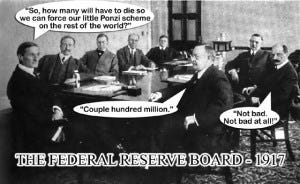 "So, how many will have to die so
we can force our little Ponzi scheme
on the rest of the world?"
"Couple hundred million."
"Not bad.
Not bad at all!"
THE FEDERAL RESERVE BOARD - 1917